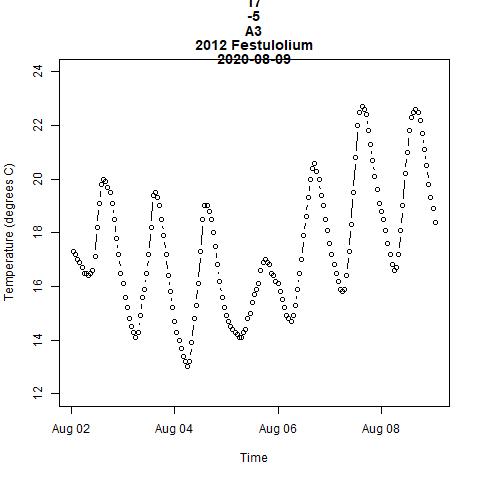 17
-5
A3
2012 Festulolium
2020-08-09
Temperature (degrees C)
24
22
20
18
16
14
12
Aug 02
Aug 04
Aug 06
Aug 08
Time